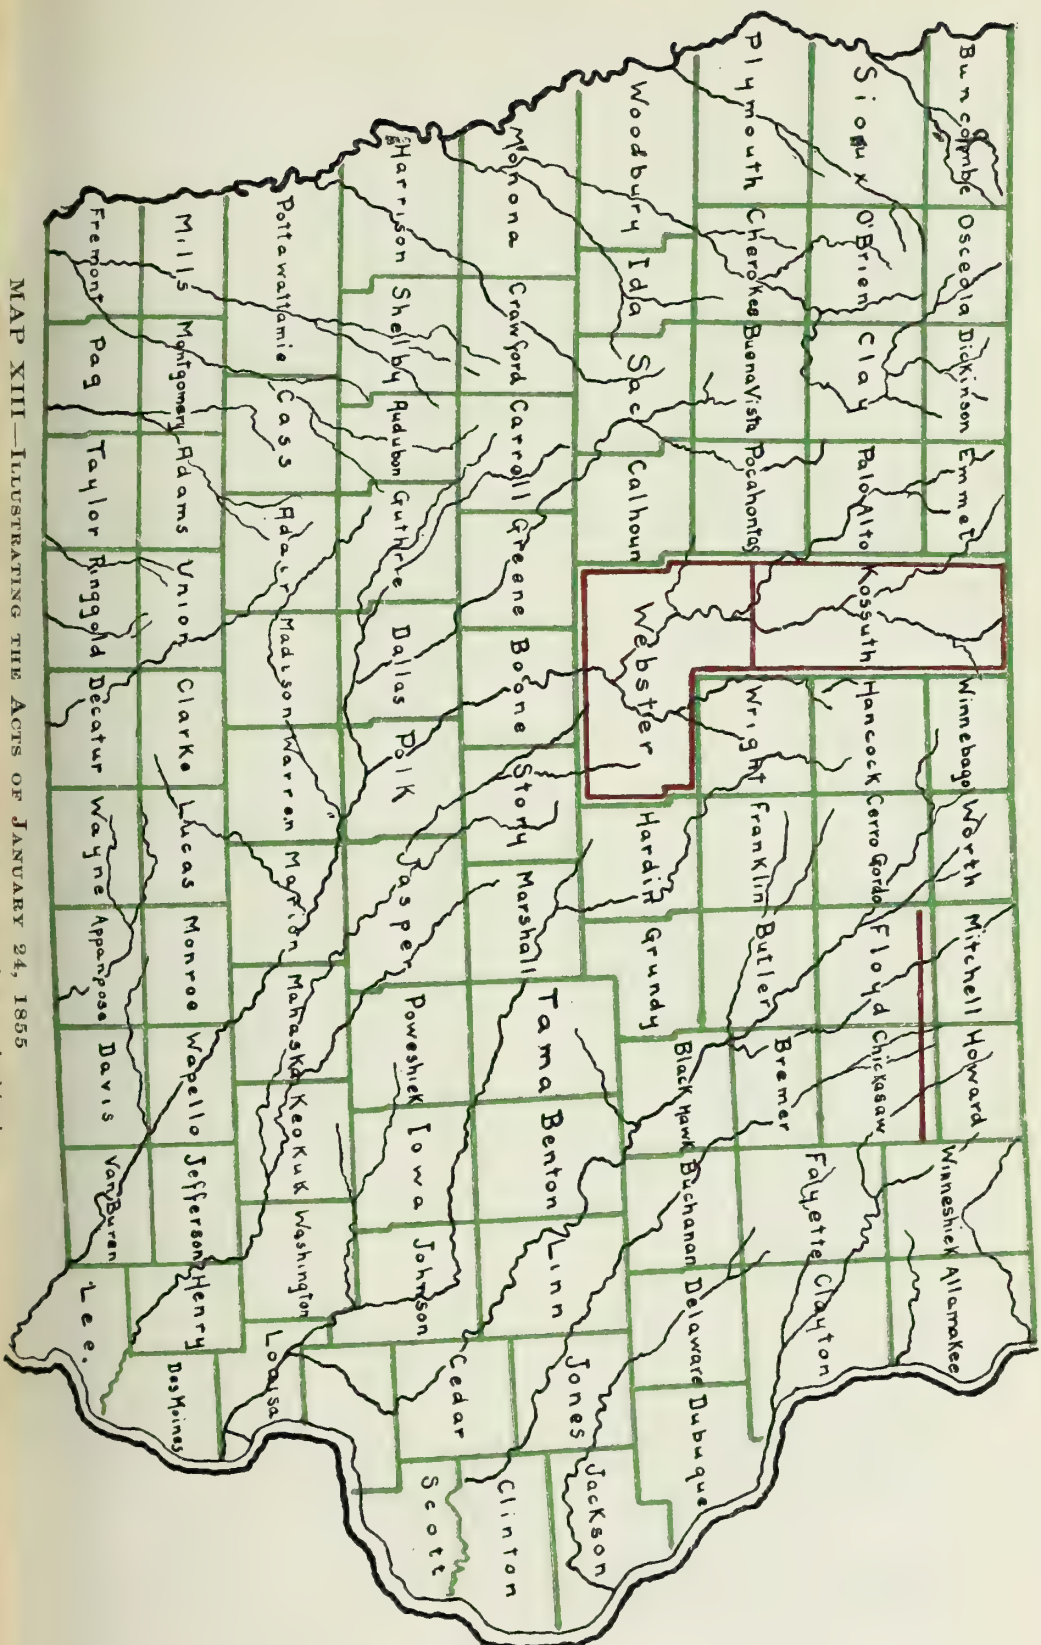 Buncombe
Osceola
Dickinson
Emmet
Winnebago
Worth
Mitchell
Howard
Winneshiek
Allamakee
Sioux
O'Brien
Clay
Palo Alto
Kossuth
Hancock
Cerro Gordo
Floyd
Chickasaw
Fayette
Clayton
Plymouth
Cherokee
Buena Vista
Pocahontas
Wright
Franklin
Butler
Bremer
Woodbury
Ida
Sac
Calhoun
Webster
Hardin
Grundy
Black Hawk
Buchanan
Delaware
Dubuque
Monona
Crawford
Carroll
Greene
Boone
Story
Marshall
Tama
Benton
Linn
Jones
Jackson
Harrison
Shelby
Audubon
Guthrie
Dallas
Polk
Jasper
Poweshiek
Iowa
Johnson
Cedar
Clinton
Scott
Pottawattamie
Cass
Adair
Madison
Warren
Marion
Mahaska
Keokuk
Washington
Louisa
Mills
Montgomery
Adams
Union
Clarke
Lucas
Monroe
Wapello
Jefferson
Henry
Des Moines
Fremont
Pag
Taylor
Ringgold
Decatur
Wayne
Appanoose
Davis
Van Buren
Lee.
MAP XIII—ILLUSTRATING THE ACTS OF JANUARY 24, 1855